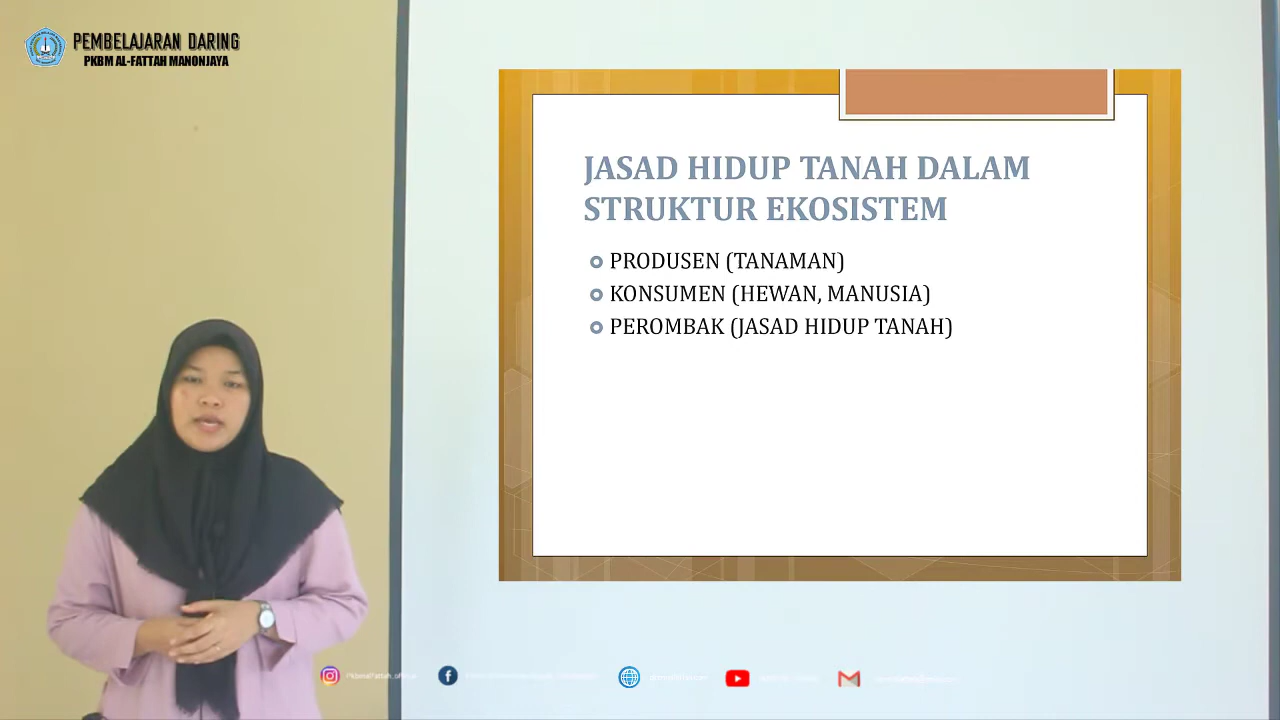 PEMBELAJARAN DARING
PKBM AL-FATTAH MANONJAYA
JASAD HIDUP TANAH DALAM
STRUKTUR EKOSISTEM
PRODUSEN (TANAMAN)
KONSUMEN (HEWAN, MANUSIA)
PEROMBAK (JASAD HIDUP TANAH)